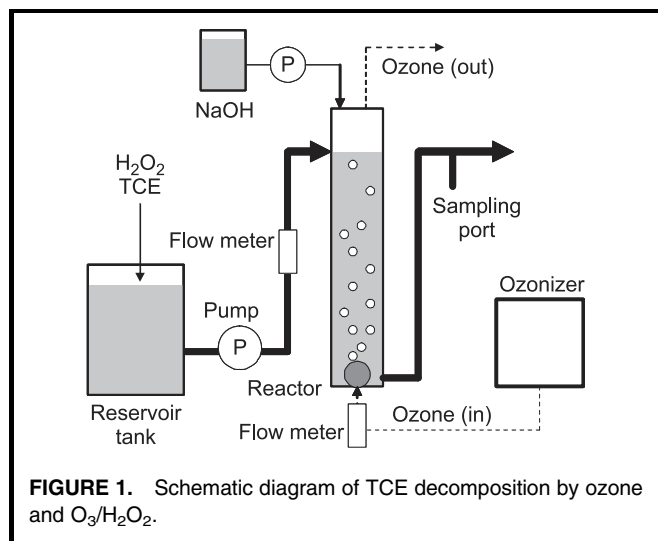 P
Ozone (out)
NaOH
H₂O₂
TCE
Flow meter
Sampling
port
Ozonizer
Pump
P
Reactor
Reservoir
tank
Flow meter
Ozone (in)
FIGURE 1. Schematic diagram of TCE decomposition by ozone
and O₃/H₂O₂.